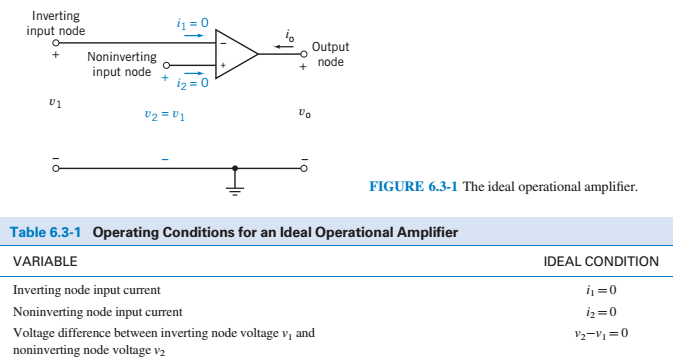 Inverting
input node
i₁ = 0
−
+
iₒ
Output
node
+
Noninverting
input node
+
+
i₂ = 0
v₁
v₂ = v₁
vₒ
−
−
−
FIGURE 6.3-1 The ideal operational amplifier.
Table 6.3-1 Operating Conditions for an Ideal Operational Amplifier
VARIABLE IDEAL CONDITION
Inverting node input current i₁=0
Noninverting node input current i₂=0
Voltage difference between inverting node voltage v₁ and v₂−v₁=0
noninverting node voltage v₂